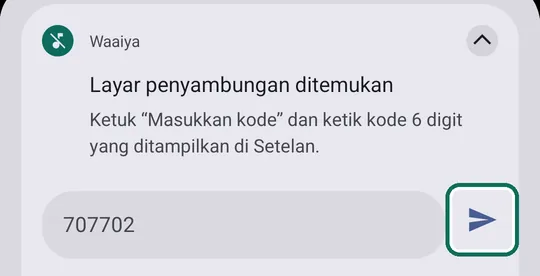 Waaiya
Layar penyambungan ditemukan
Ketuk “Masukkan kode” dan ketik kode 6 digit
yang ditampilkan di Setelan.
707702